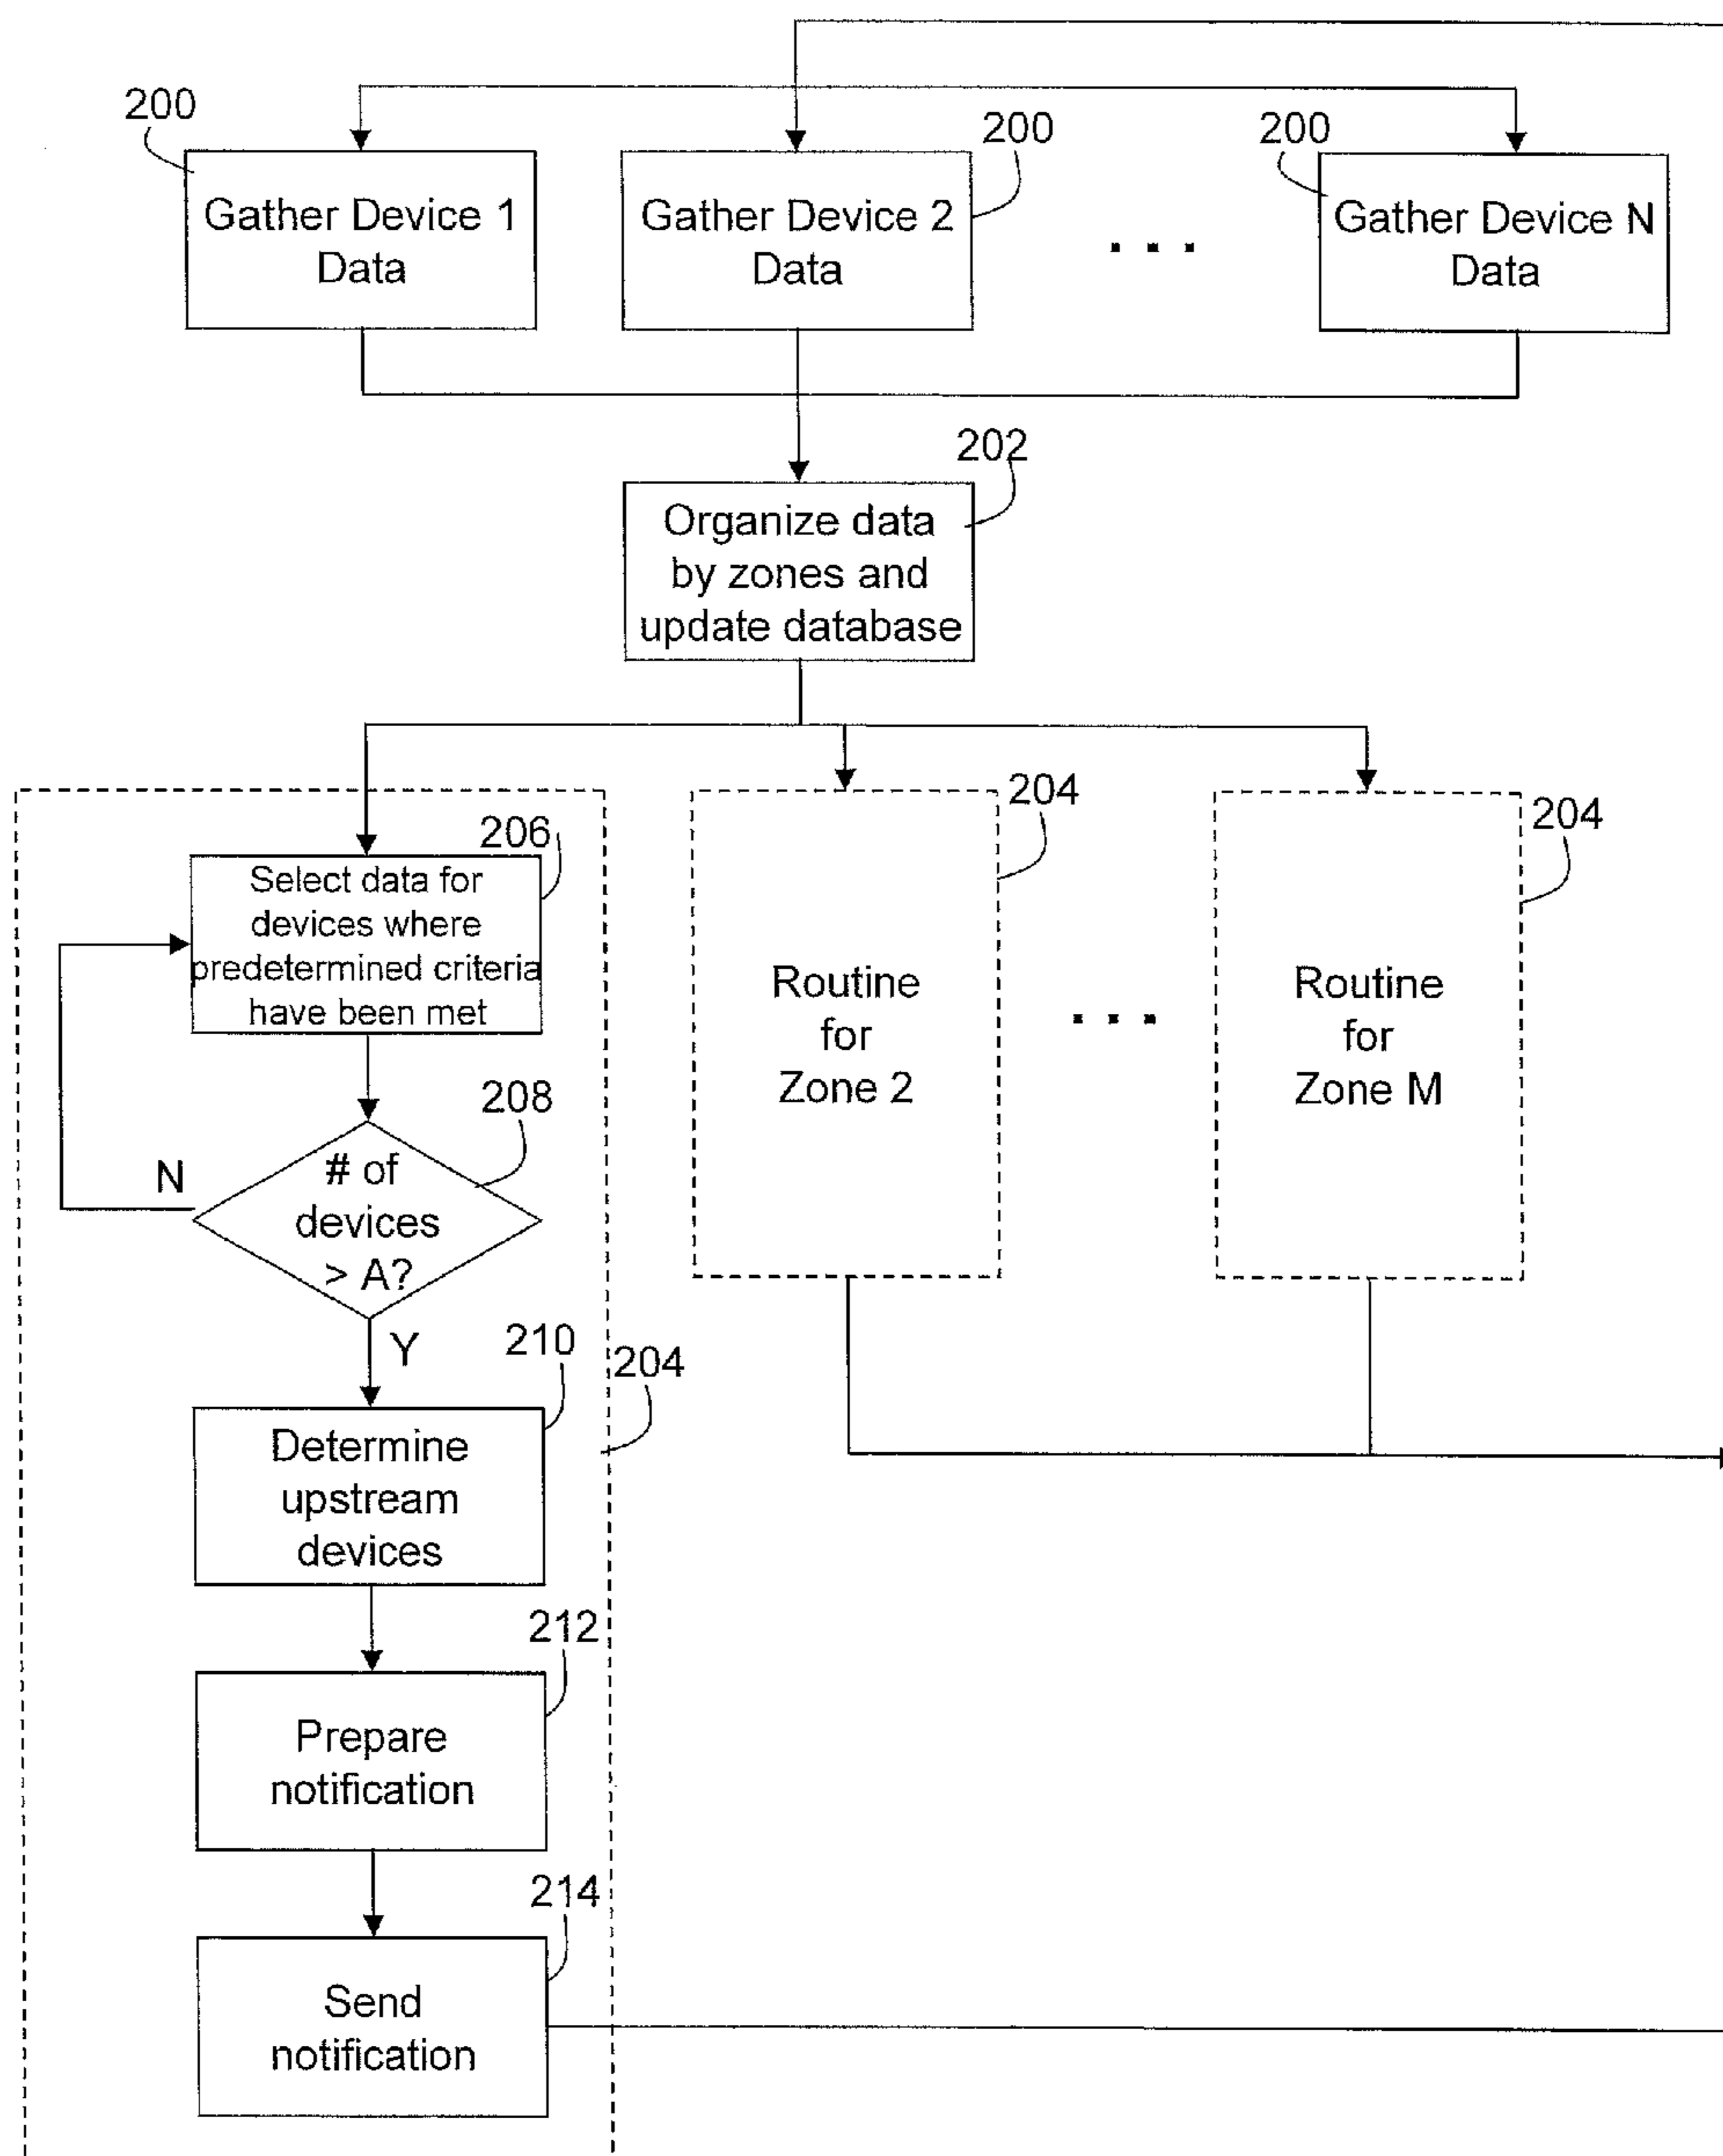 200
Gather Device 1
Data
200
Gather Device 2
Data
. . .
200
Gather Device N
Data
202
Organize data
by zones and
update database
206
Select data for
devices where
predetermined criteria
have been met
208
# of
devices
> A?
N
Y
210
Determine
upstream
devices
204
212
Prepare
notification
214
Send
notification
204
Routine
for
Zone 2
. . .
204
Routine
for
Zone M